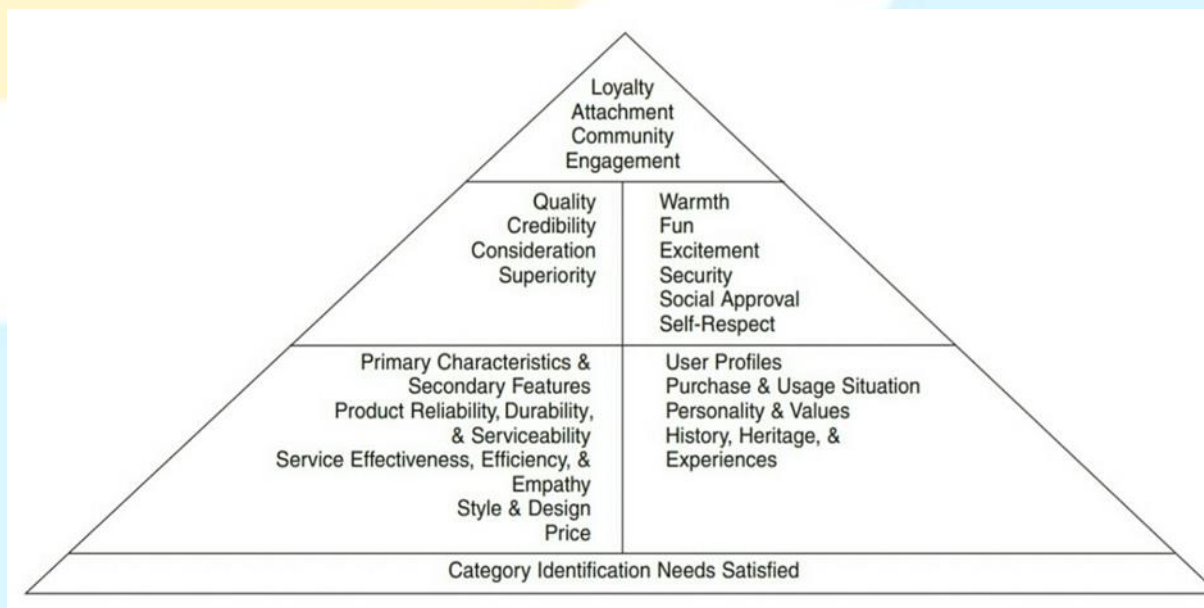 Loyalty
Attachment
Community
Engagement
Quality
Credibility
Consideration
Superiority
Warmth
Fun
Excitement
Security
Social Approval
Self-Respect
Primary Characteristics &
Secondary Features
Product Reliability, Durability,
& Serviceability
Service Effectiveness, Efficiency, &
Empathy
Style & Design
Price
User Profiles
Purchase & Usage Situation
Personality & Values
History, Heritage, &
Experiences
Category Identification Needs Satisfied